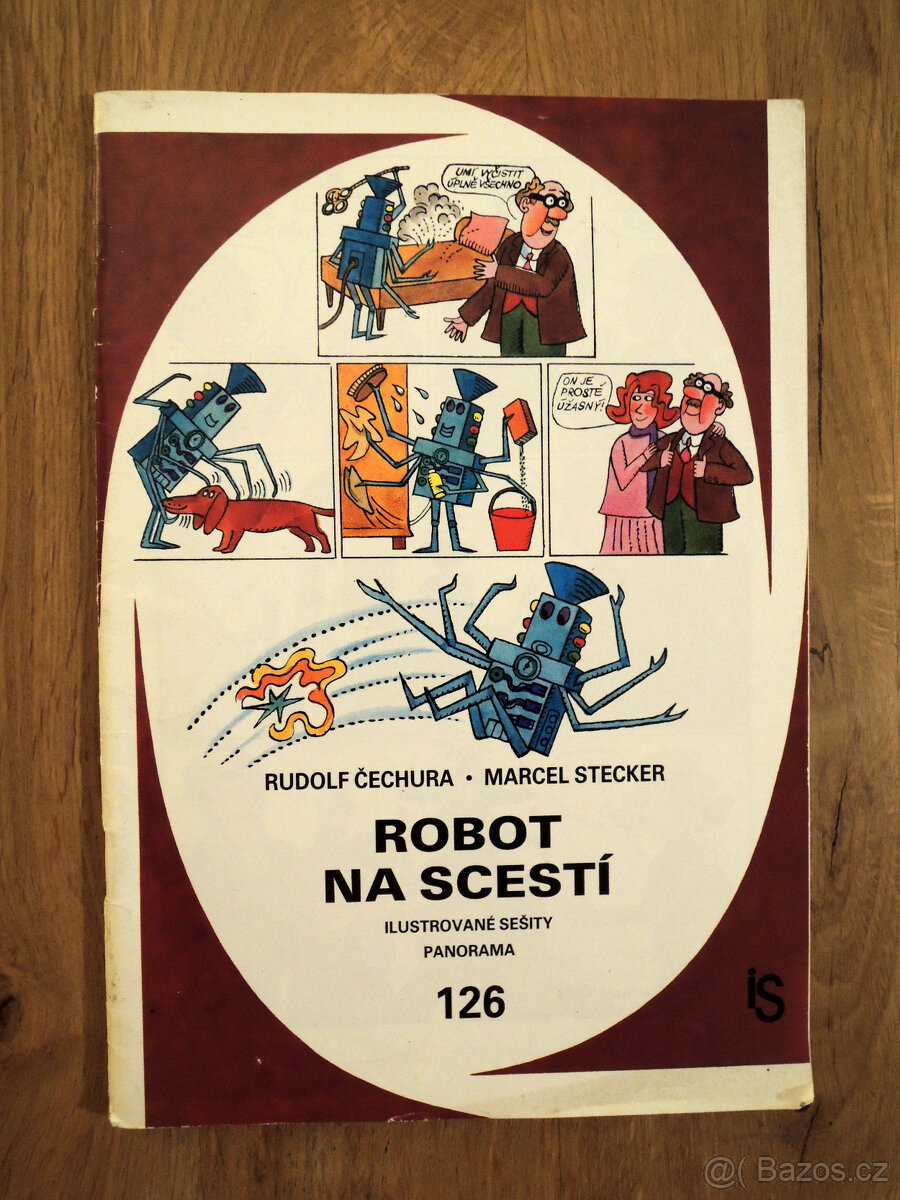 UMÍ VYČISTIT
ÚPLNĚ VŠECHNO
ON JE
PROSTĚ
ÚŽASNÝ!
RUDOLF ČECHURA • MARCEL STECKER
ROBOT
NA SCESTÍ
ILUSTROVANÉ SEŠITY
PANORAMA
126
iS
@( Bazos.cz